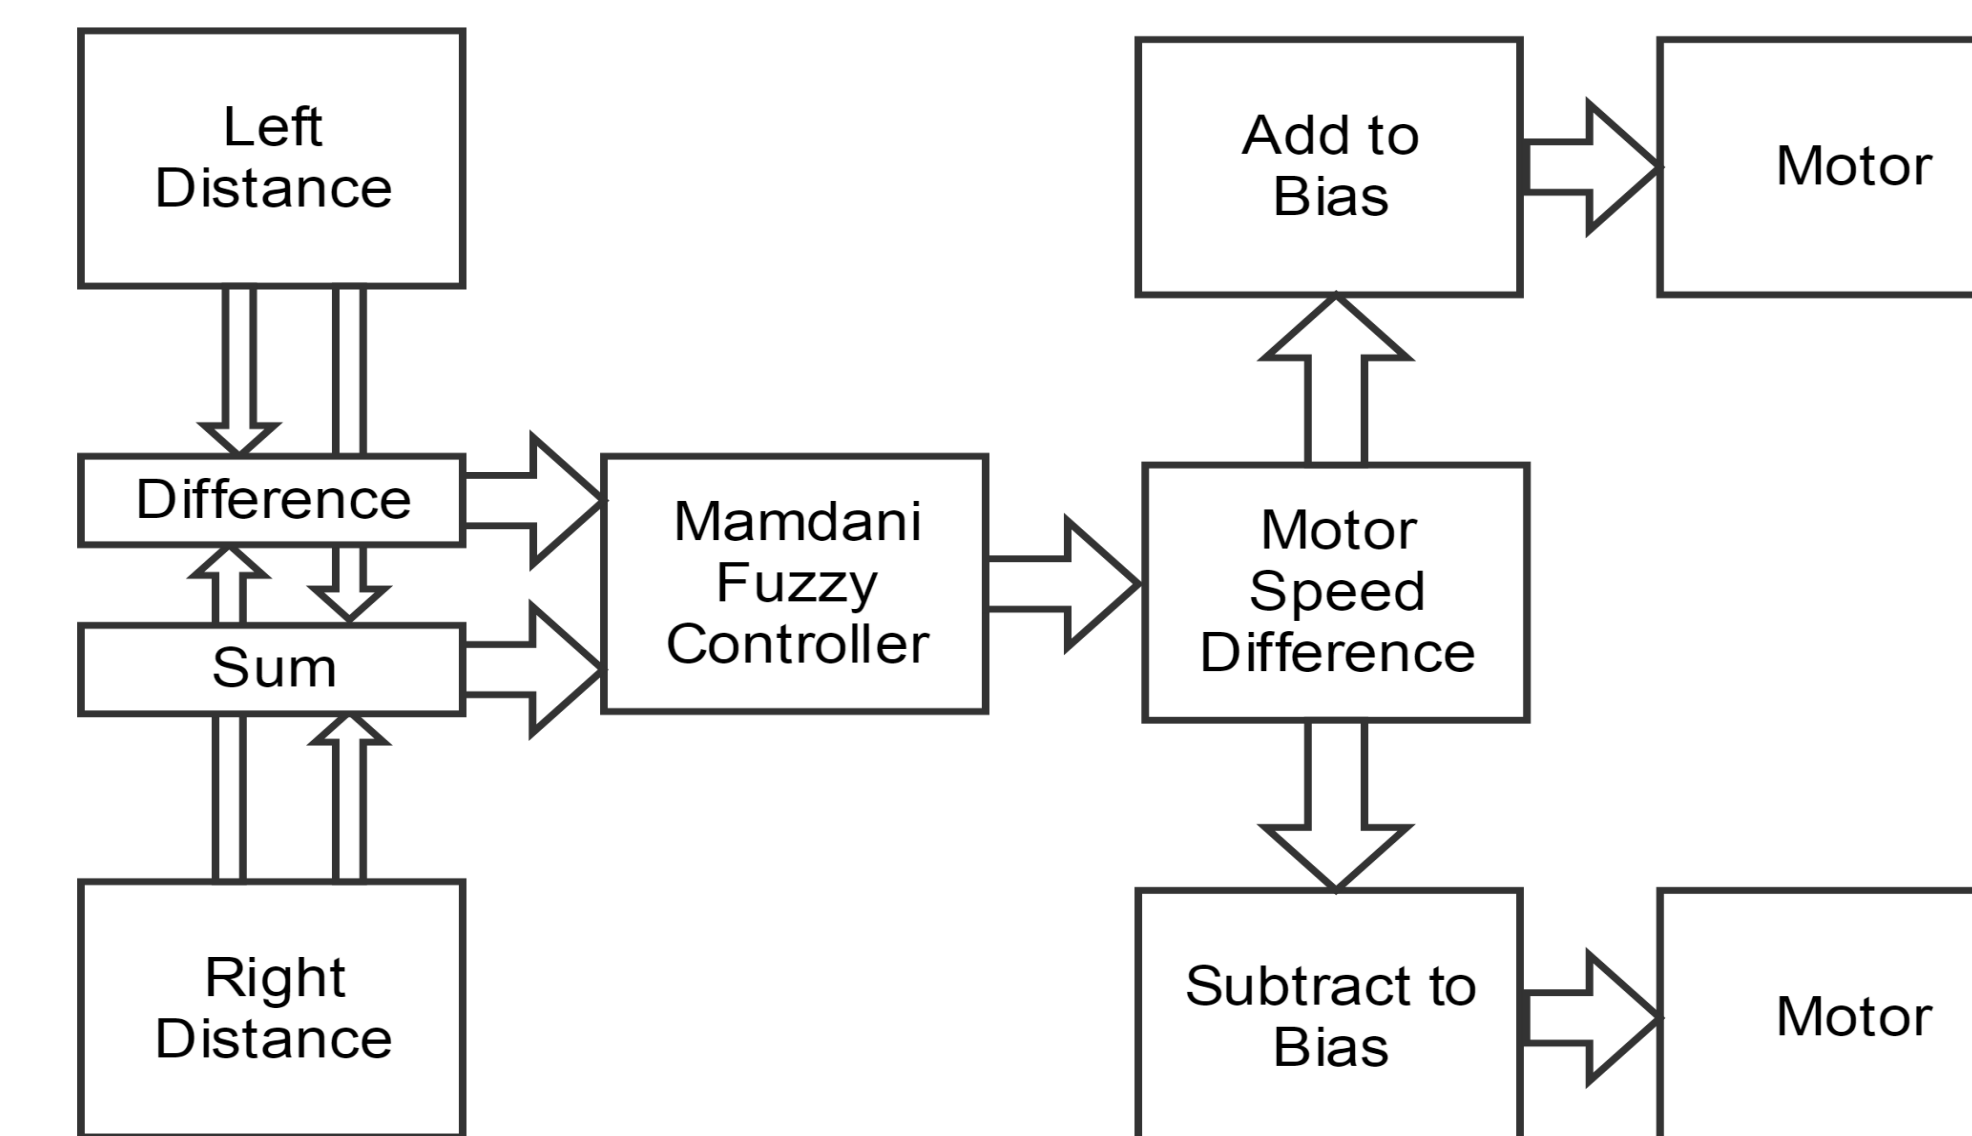 Left
Distance
Difference
Sum
Right
Distance
Mamdani
Fuzzy
Controller
Motor
Speed
Difference
Add to
Bias
Motor
Subtract to
Bias
Motor